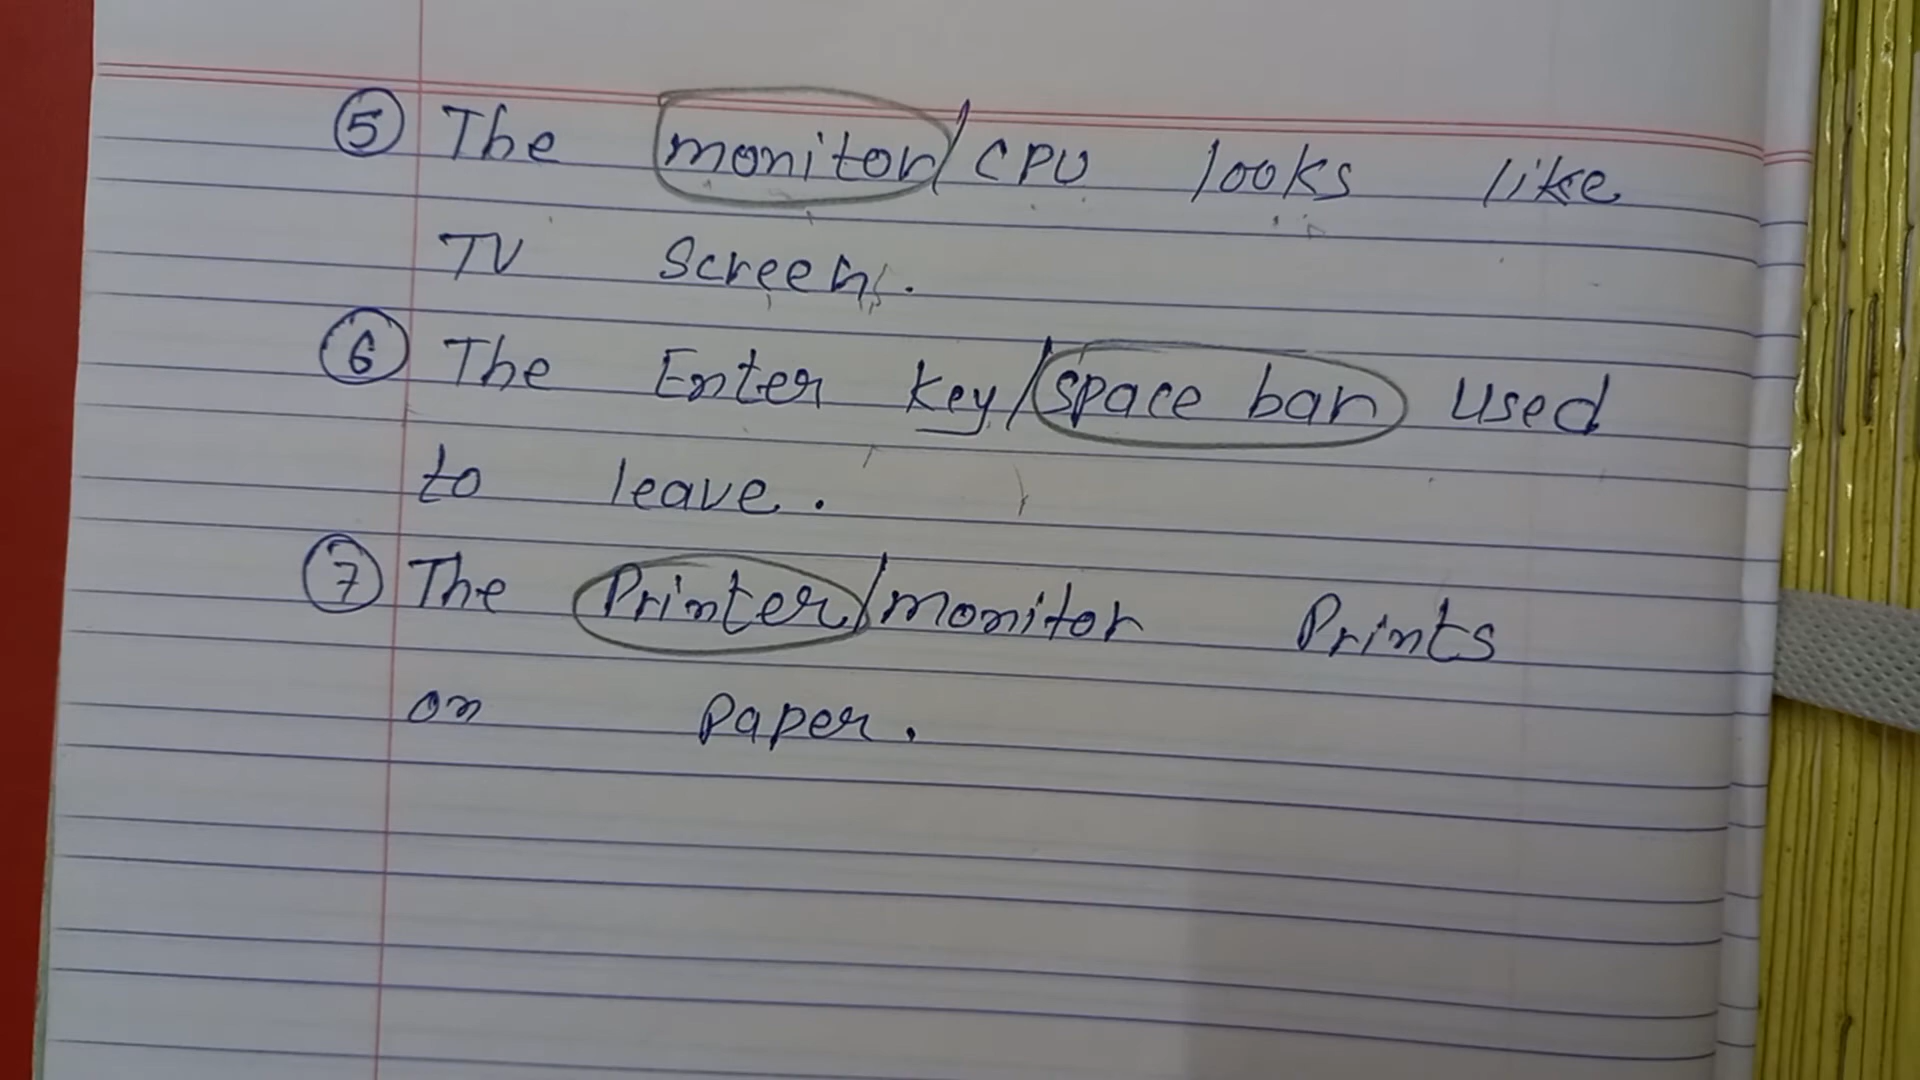 5 The monitor/CPU looks like
TV Screen.
6 The Enter key/space bar used
to leave.
7 The Printer/monitor Prints
on Paper.